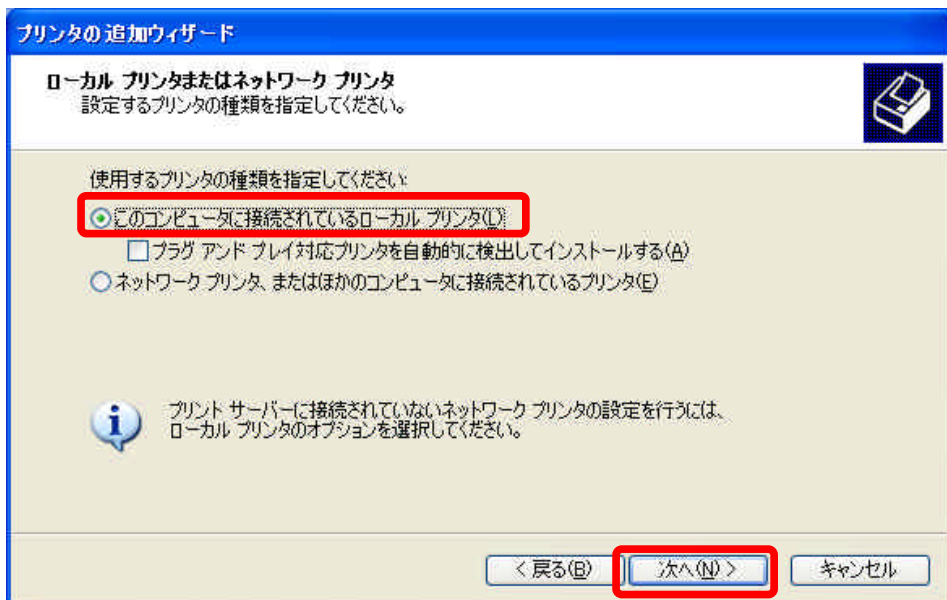 プリンタの追加ウィザード
ローカル プリンタまたはネットワーク プリンタ
設定するプリンタの種類を指定してください。
使用するプリンタの種類を指定してください:
このコンピュータに接続されているローカル プリンタ(L)
プラグ アンド プレイ対応プリンタを自動的に検出してインストールする(A)
ネットワーク プリンタ、またはほかのコンピュータに接続されているプリンタ(E)
プリント サーバーに接続されていないネットワーク プリンタの設定を行うには、
ローカル プリンタのオプションを選択してください。
< 戻る(B) 次へ(N) > キャンセル